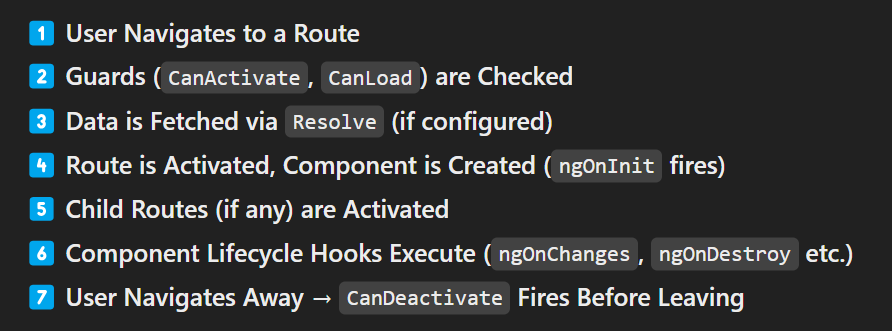 1 User Navigates to a Route
2 Guards (CanActivate, CanLoad) are Checked
3 Data is Fetched via Resolve (if configured)
4 Route is Activated, Component is Created (ngOnInit fires)
5 Child Routes (if any) are Activated
6 Component Lifecycle Hooks Execute (ngOnChanges, ngOnDestroy etc.)
7 User Navigates Away → CanDeactivate Fires Before Leaving